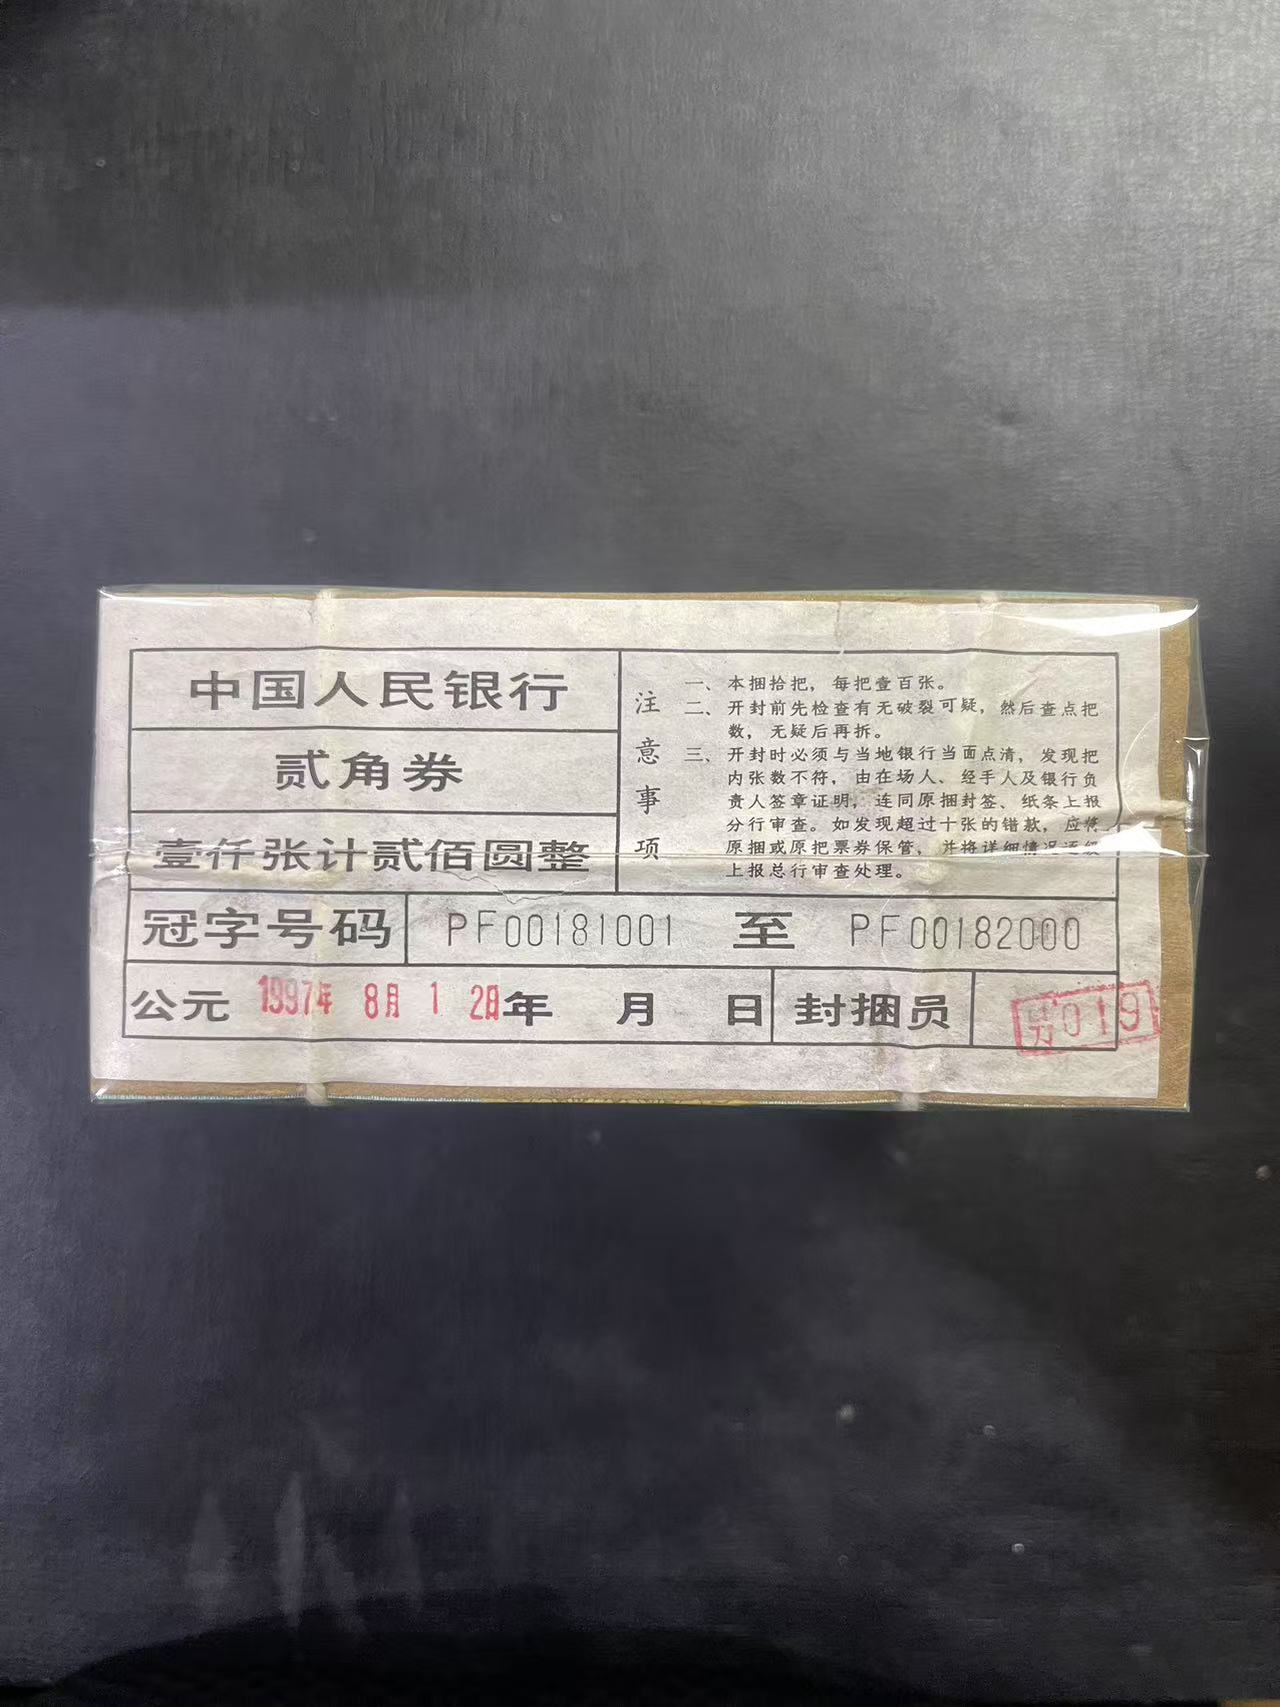 中国人民银行
贰角券
壹仟张计贰佰圆整
注意事项
一、本捆拾把，每把壹百张。
二、开封前先检查有无破裂可疑，然后查点把
数，无疑后再拆。
三、开封时必须与当地银行当面点清，发现把
内张数不符，由在场人、经手人及银行负
责人签章证明，连同原捆封签、纸条上报
分行审查。如发现超过十张的错款，应将
原捆或原把票券保管，并将详细情况逐级
上报总行审查处理。
冠字号码 PF00181001 至 PF00182000
公元 1997年 8月 12日 年 月 日 封捆员 019